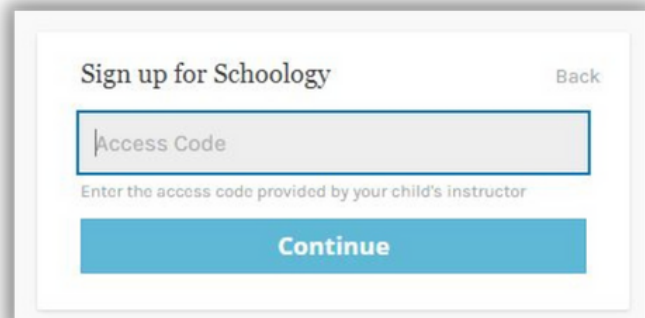 Sign up for Schoology Back
Access Code
Enter the access code provided by your child's instructor
Continue